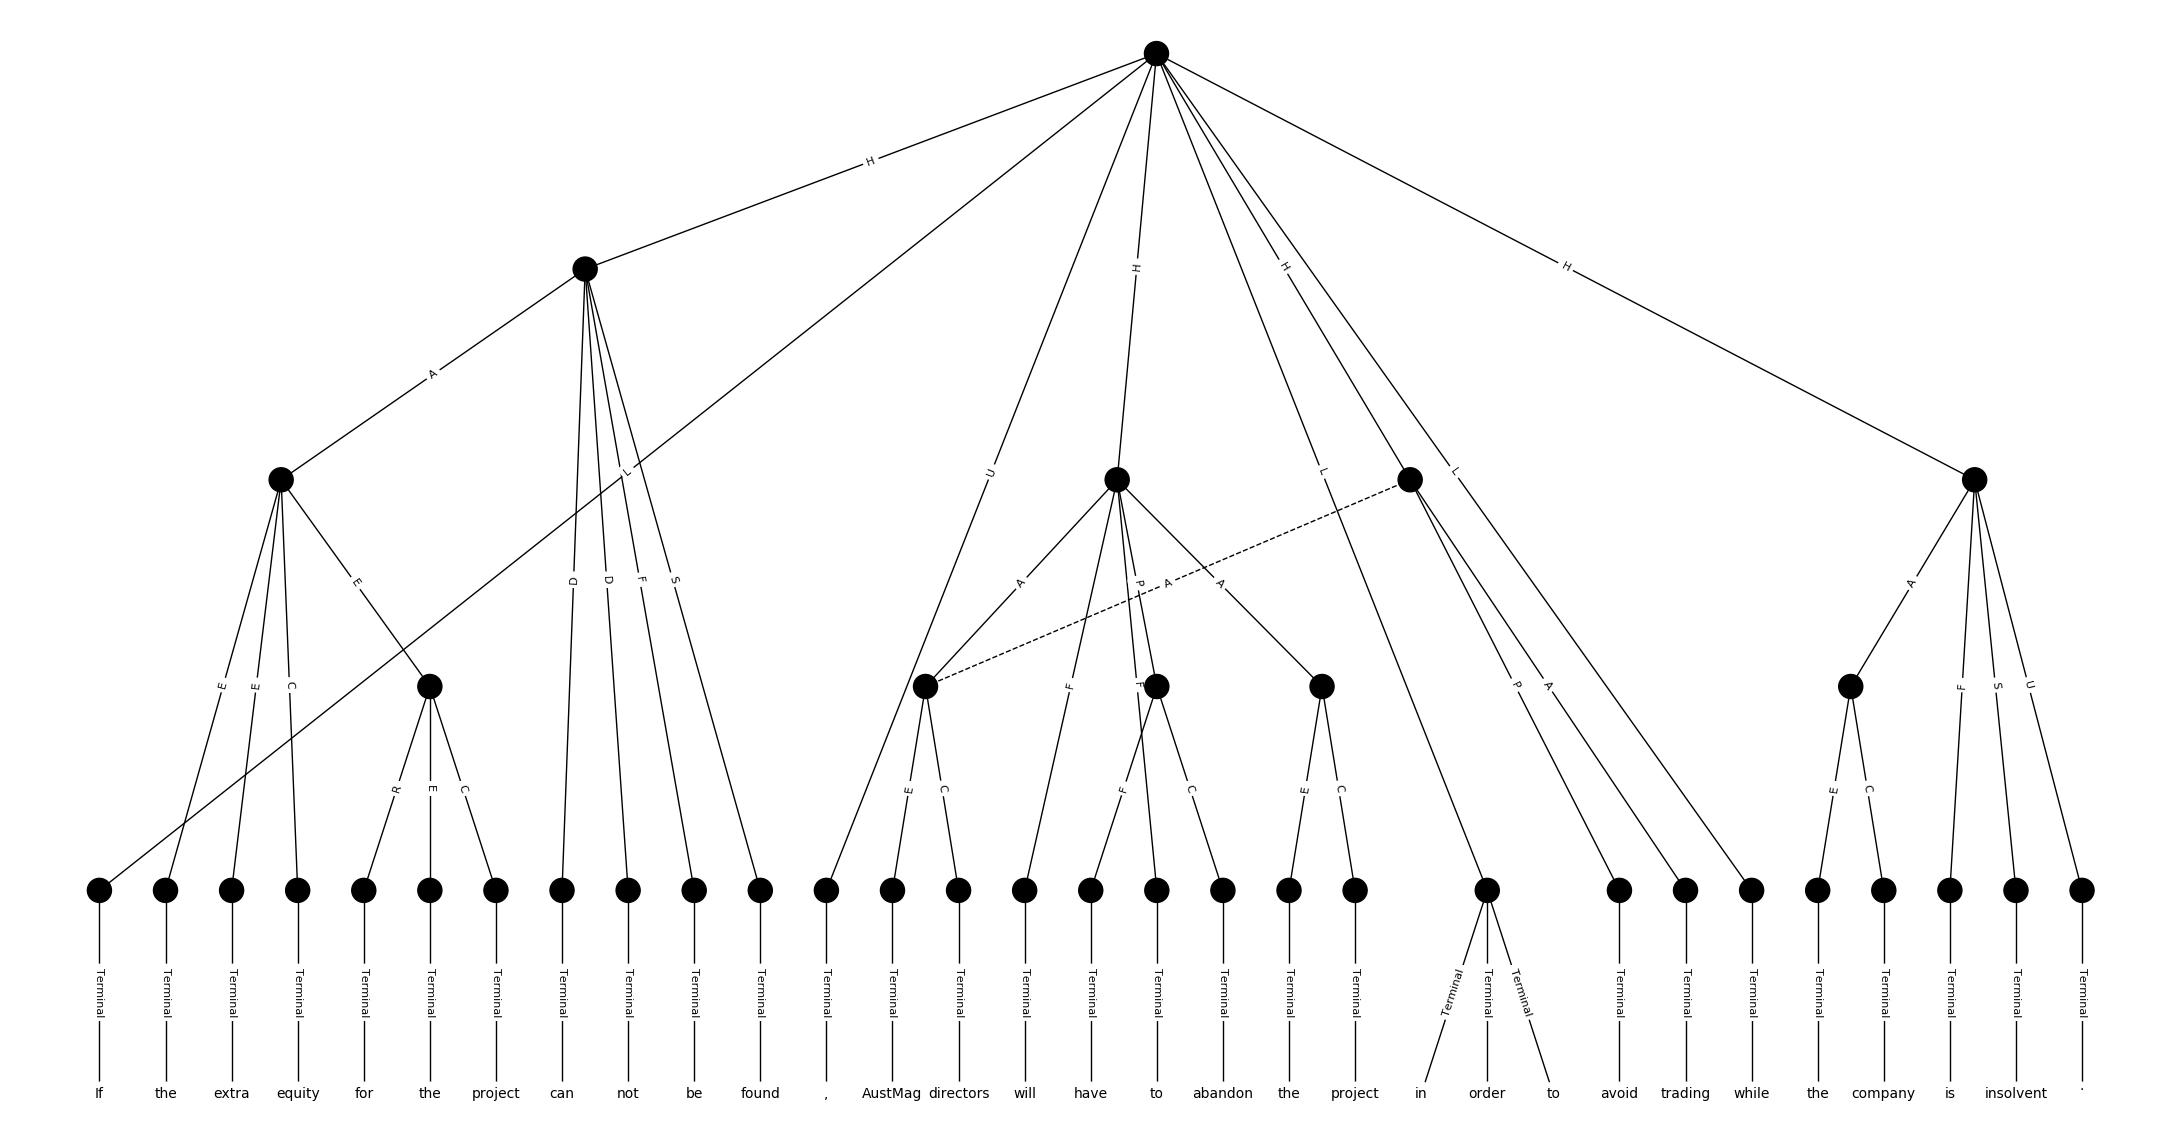 H
H
H
H
A
L
U
L
L
E
D
D
F
S
A
P
A
A
A
E
E
C
F
F
P
A
F
S
U
R
E
C
E
C
F
C
E
C
E
C
Terminal Terminal Terminal Terminal Terminal Terminal Terminal Terminal Terminal Terminal Terminal Terminal Terminal Terminal Terminal Terminal Terminal Terminal Terminal Terminal Terminal Terminal Terminal Terminal Terminal Terminal Terminal Terminal Terminal Terminal Terminal
If the extra equity for the project can not be found , AustMag directors will have to abandon the project in order to avoid trading while the company is insolvent .